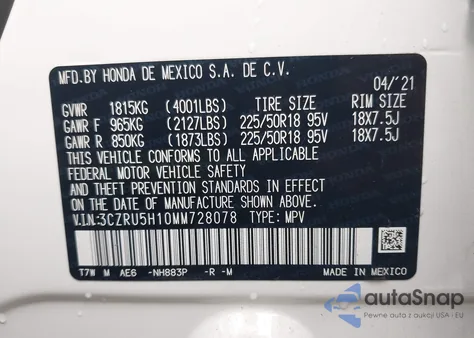 MFD.BY HONDA DE MEXICO S.A. DE C.V.
04/'21
GVWR 1815KG (4001LBS) TIRE SIZE RIM SIZE
GAWR F 965KG (2127LBS) 225/50R18 95V 18X7.5J
GAWR R 850KG (1873LBS) 225/50R18 95V 18X7.5J
THIS VEHICLE CONFORMS TO ALL APPLICABLE
FEDERAL MOTOR VEHICLE SAFETY, BUMPER,
AND THEFT PREVENTION STANDARDS IN EFFECT
ON THE DATE OF MANUFACTURE SHOWN ABOVE.
V.I.N:3CZRU5H10MM728078 TYPE: MPV
T7W M AE6 -NH883P -R -M MADE IN MEXICO
autoSnap
Pewne auta z USA i EU